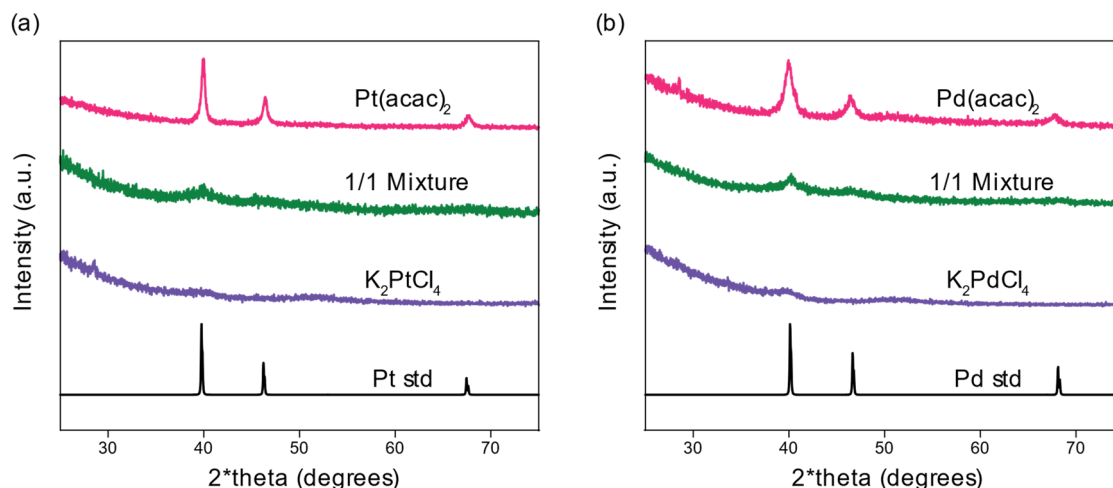 (a)
Intensity (a.u.)
Pt(acac)₂
1/1 Mixture
K₂PtCl₄
Pt std
30 40 50 60 70
2*theta (degrees)
(b)
Intensity (a.u.)
Pd(acac)₂
1/1 Mixture
K₂PdCl₄
Pd std
30 40 50 60 70
2*theta (degrees)